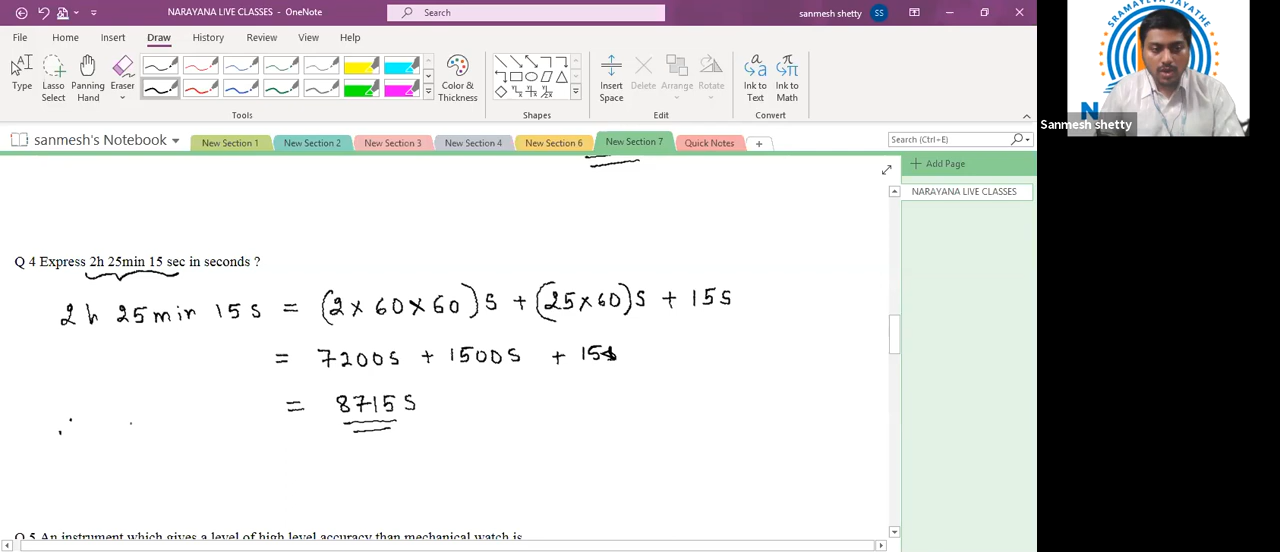 NARAYANA LIVE CLASSES - OneNote
Search
sanmesh shetty
SS
SRAMAYEVA JAYATHE
File Home Insert Draw History Review View Help
Type
Lasso Select
Panning Hand
Eraser
Color & Thickness
Insert Space
Delete
Arrange
Rotate
Ink to Text
Ink to Math
Tools
Shapes
Edit
Convert
N
Sanmesh shetty
sanmesh's Notebook
New Section 1
New Section 2
New Section 3
New Section 4
New Section 6
New Section 7
Quick Notes
Search (Ctrl+E)
Add Page
NARAYANA LIVE CLASSES
Q 4 Express 2h 25min 15 sec in seconds ?
2 h 25min 15 s = (2 × 60 × 60) s + (25 × 60) s + 15 s
= 7200 s + 1500 s + 15 s
= 8715 s
Q 5 An instrument which gives a level of high level accuracy than mechanical watch is